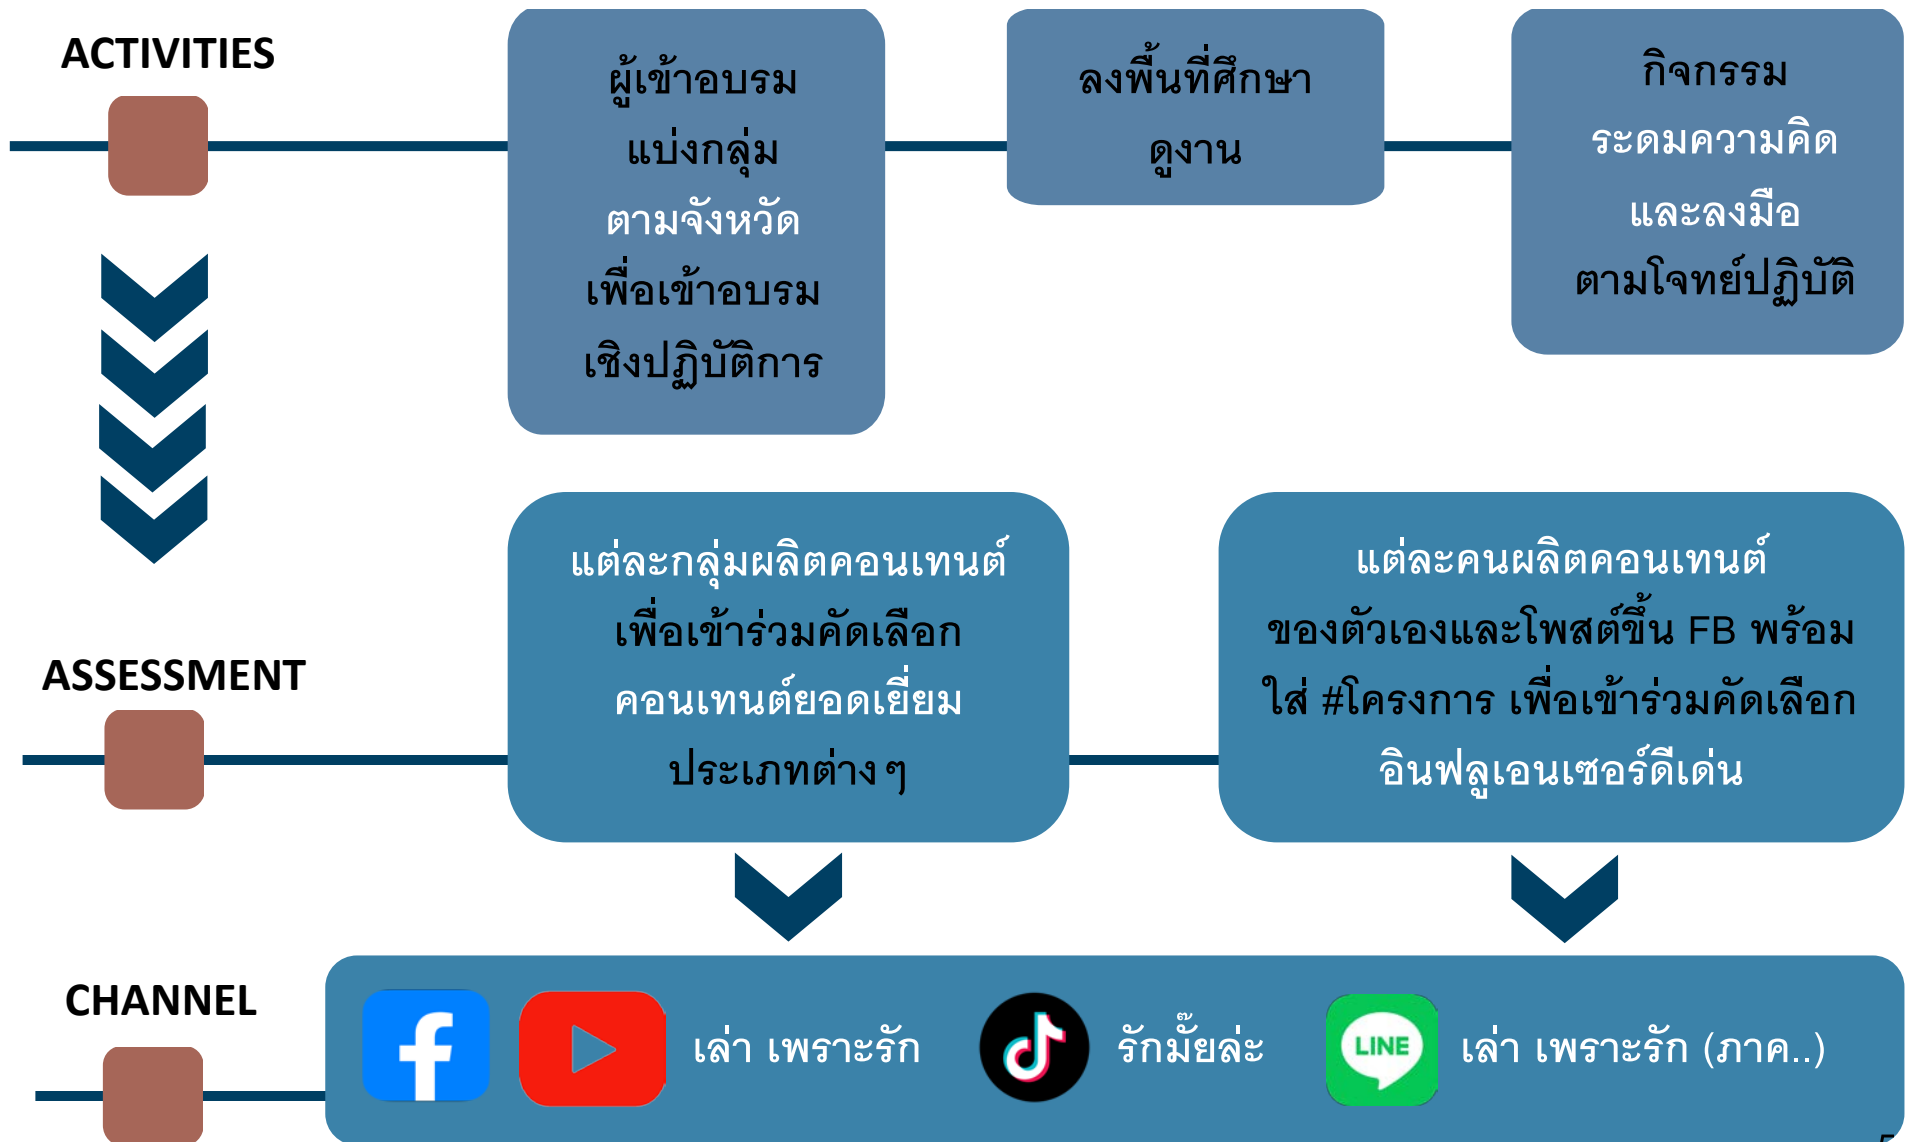 ACTIVITIES
ผู้เข้าอบรม
แบ่งกลุ่ม
ตามจังหวัด
เพื่อเข้าอบรม
เชิงปฏิบัติการ
ลงพื้นที่ศึกษา
ดูงาน
กิจกรรม
ระดมความคิด
และลงมือ
ตามโจทย์ปฏิบัติ
ASSESSMENT
แต่ละกลุ่มผลิตคอนเทนต์
เพื่อเข้าร่วมคัดเลือก
คอนเทนต์ยอดเยี่ยม
ประเภทต่าง ๆ
แต่ละคนผลิตคอนเทนต์
ของตัวเองและโพสต์ขึ้น FB พร้อม
ใส่ #โครงการ เพื่อเข้าร่วมคัดเลือก
อินฟลูเอนเซอร์ดีเด่น
CHANNEL
เล่า เพราะรัก
รักมั๊ยล่ะ
LINE
เล่า เพราะรัก (ภาค..)